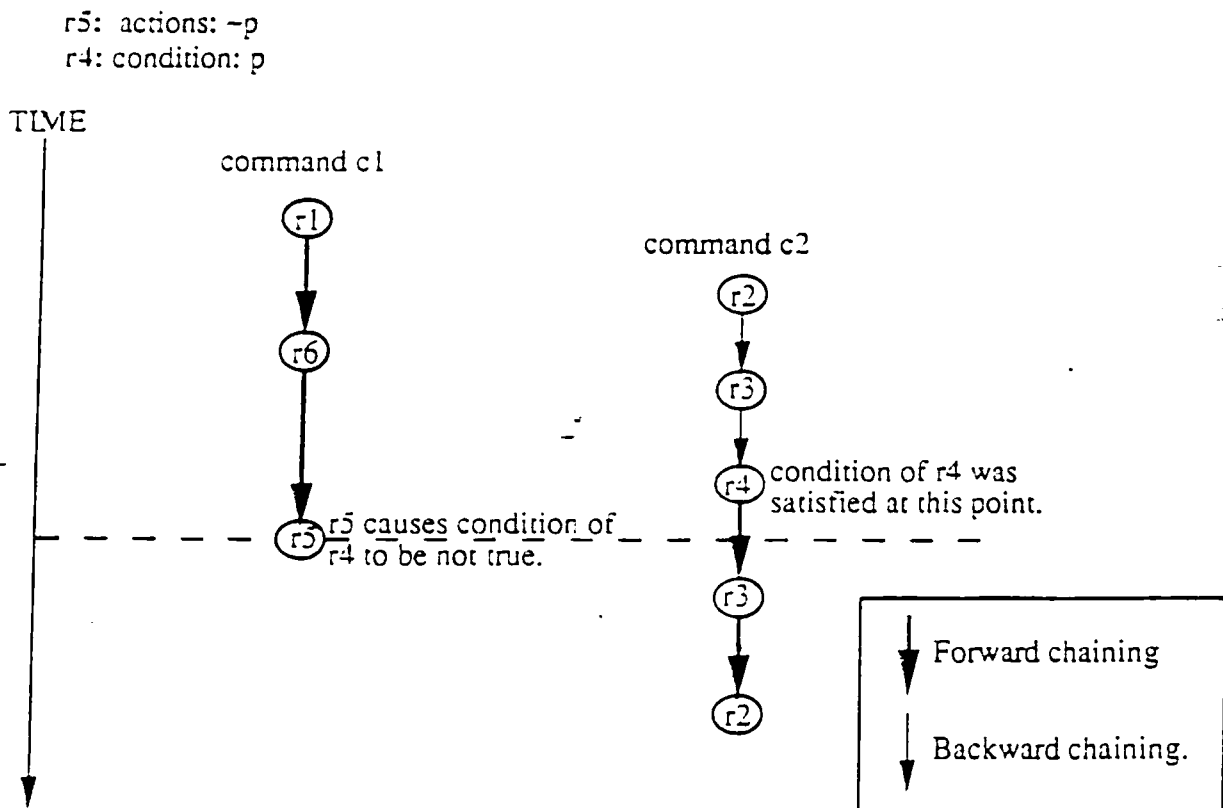 r5: actions: ~p
r4: condition: p
TIME
command c1
r1
command c2
r2
r6
r3
r4
condition of r4 was
satisfied at this point.
r5
r5 causes condition of
r4 to be not true.
r3
r2
Forward chaining
Backward chaining.